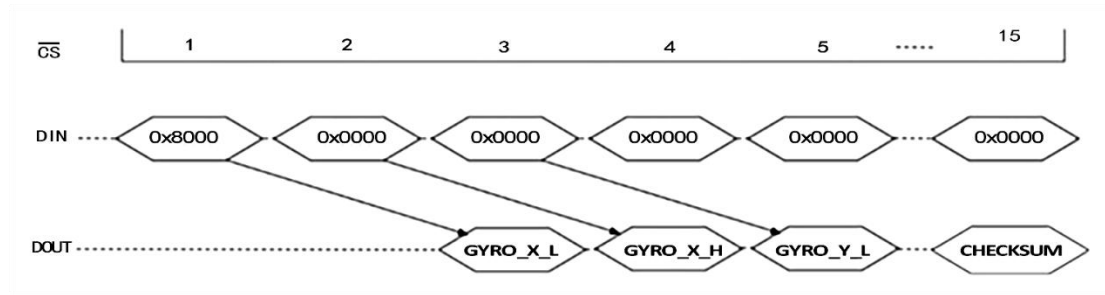 CS 1 2 3 4 5 ..... 15
DIN 0x8000 0x0000 0x0000 0x0000 0x0000 0x0000
DOUT GYRO_X_L GYRO_X_H GYRO_Y_L CHECKSUM